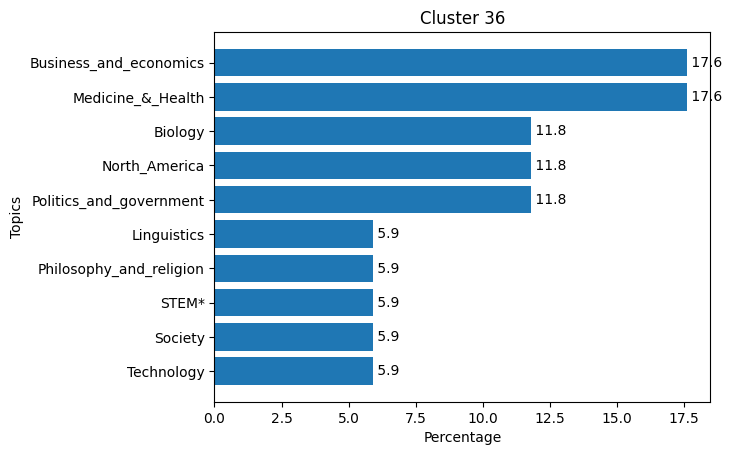 Cluster 36
Topics
Business_and_economics 17.6
Medicine_&_Health 17.6
Biology 11.8
North_America 11.8
Politics_and_government 11.8
Linguistics 5.9
Philosophy_and_religion 5.9
STEM* 5.9
Society 5.9
Technology 5.9
0.0 2.5 5.0 7.5 10.0 12.5 15.0 17.5
Percentage